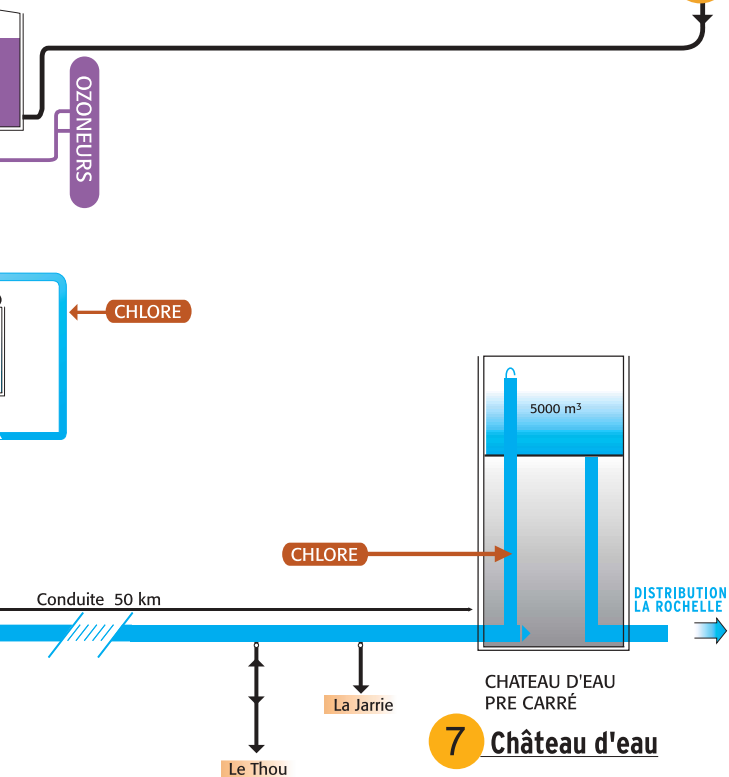 OZONEURS
CHLORE
5000 m³
CHLORE
Conduite 50 km
DISTRIBUTION
LA ROCHELLE
CHATEAU D'EAU
PRE CARRÉ
La Jarrie
7 Château d'eau
Le Thou